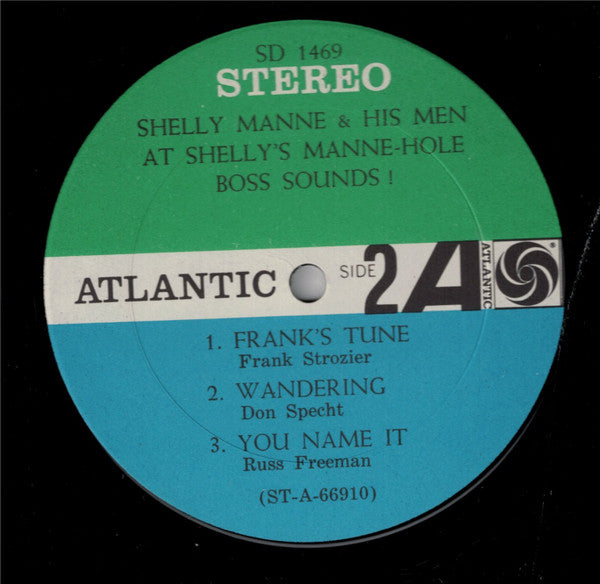 SD 1469
STEREO
SHELLY MANNE & HIS MEN
AT SHELLY'S MANNE-HOLE
BOSS SOUNDS !
ATLANTIC
SIDE 2
A
ATLANTIC
®
1. FRANK'S TUNE
Frank Strozier
2. WANDERING
Don Specht
3. YOU NAME IT
Russ Freeman
(ST-A-66910)